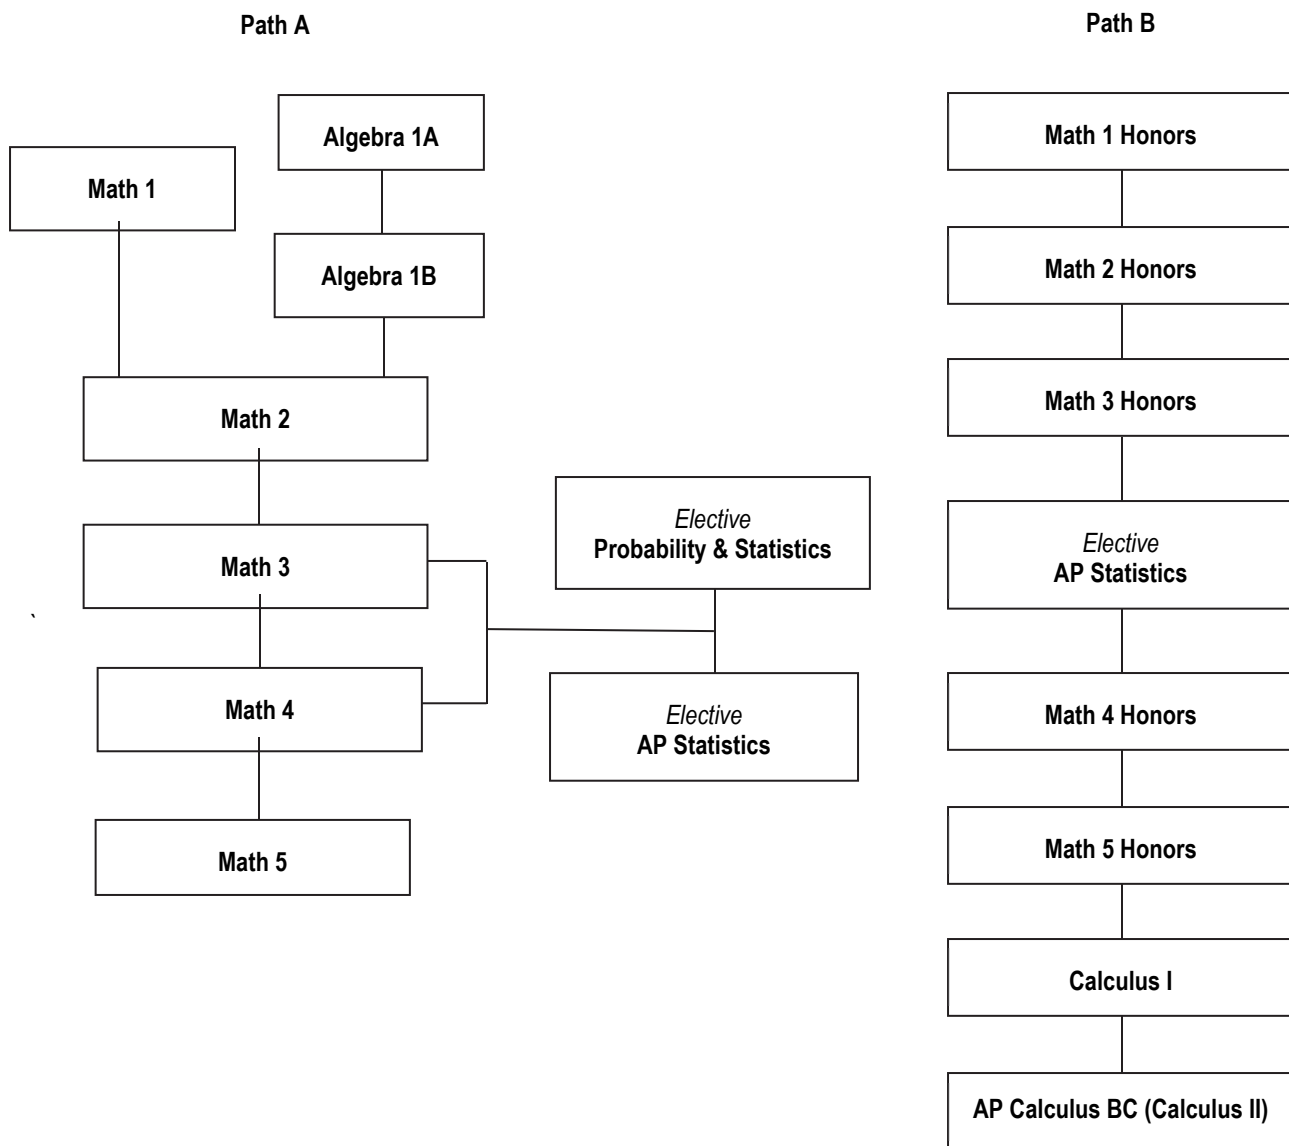 Path A
Algebra 1A
Math 1
Algebra 1B
Math 2
Math 3
Math 4
Math 5
Elective
Probability & Statistics
Elective
AP Statistics
Path B
Math 1 Honors
Math 2 Honors
Math 3 Honors
Elective
AP Statistics
Math 4 Honors
Math 5 Honors
Calculus I
AP Calculus BC (Calculus II)
`